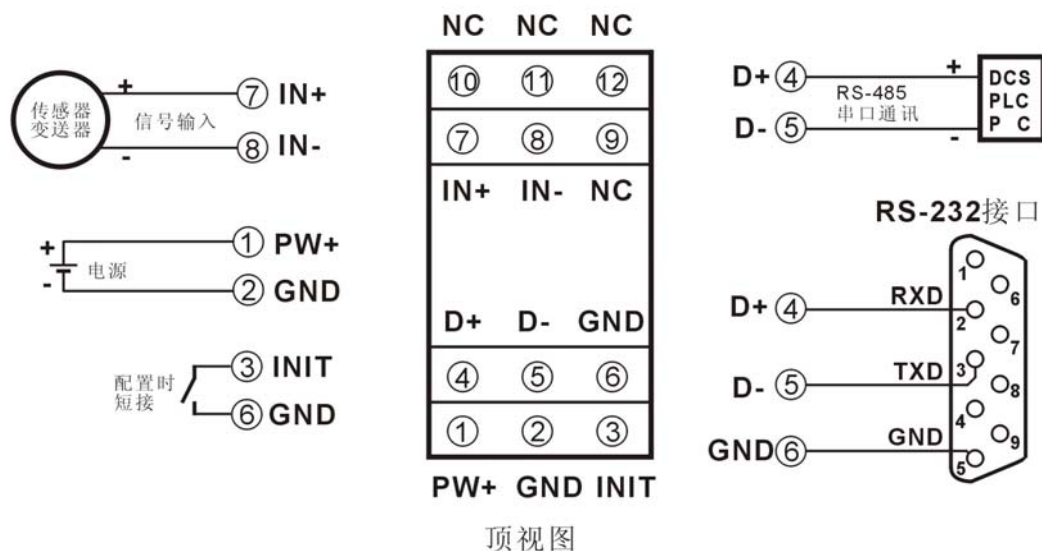 传感器
变送器
+
信号输入
-
⑦ IN+
⑧ IN-
+
-
电源
① PW+
② GND
配置时
短接
③ INIT
⑥ GND
NC NC NC
⑩ ⑪ ⑫
⑦ ⑧ ⑨
IN+ IN- NC
D+ D- GND
④ ⑤ ⑥
① ② ③
PW+ GND INIT
顶视图
D+ ④
D- ⑤
RS-485
串口通讯
+
-
DCS
PLC
P C
RS-232接口
D+ ④ RXD
D- ⑤ TXD
GND ⑥ GND
1
6
2
7
3
8
4
9
5